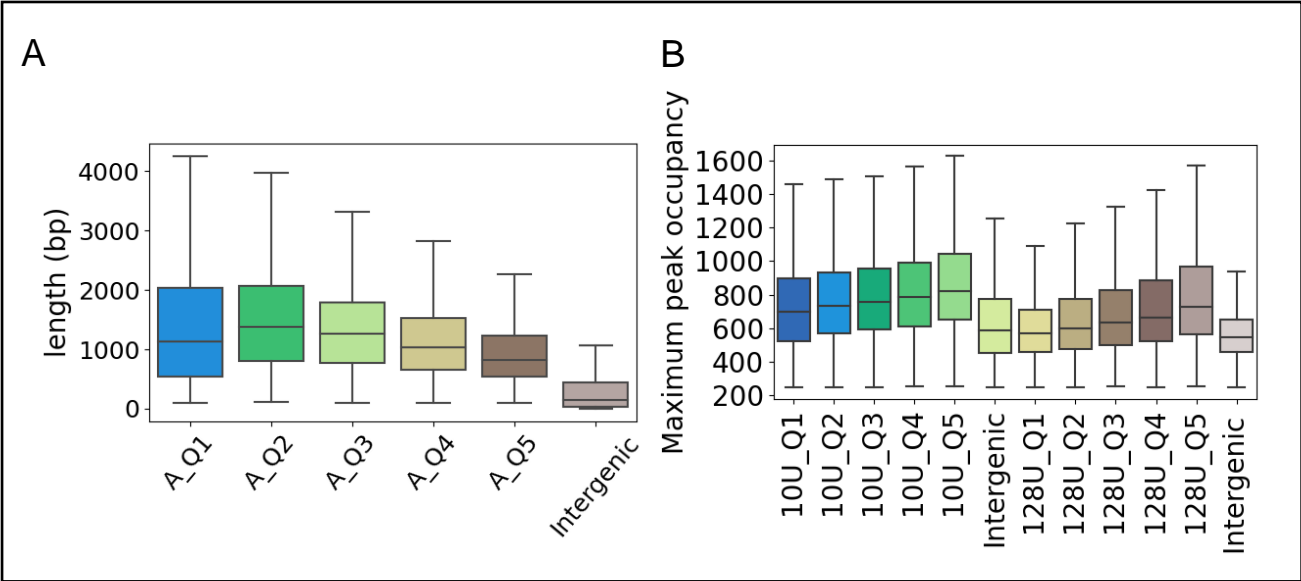 A
length (bp)
4000
3000
2000
1000
0
A_Q1
A_Q2
A_Q3
A_Q4
A_Q5
Intergenic
B
Maximum peak occupancy
1600
1400
1200
1000
800
600
400
200
10U_Q1
10U_Q2
10U_Q3
10U_Q4
10U_Q5
Intergenic
128U_Q1
128U_Q2
128U_Q3
128U_Q4
128U_Q5
Intergenic